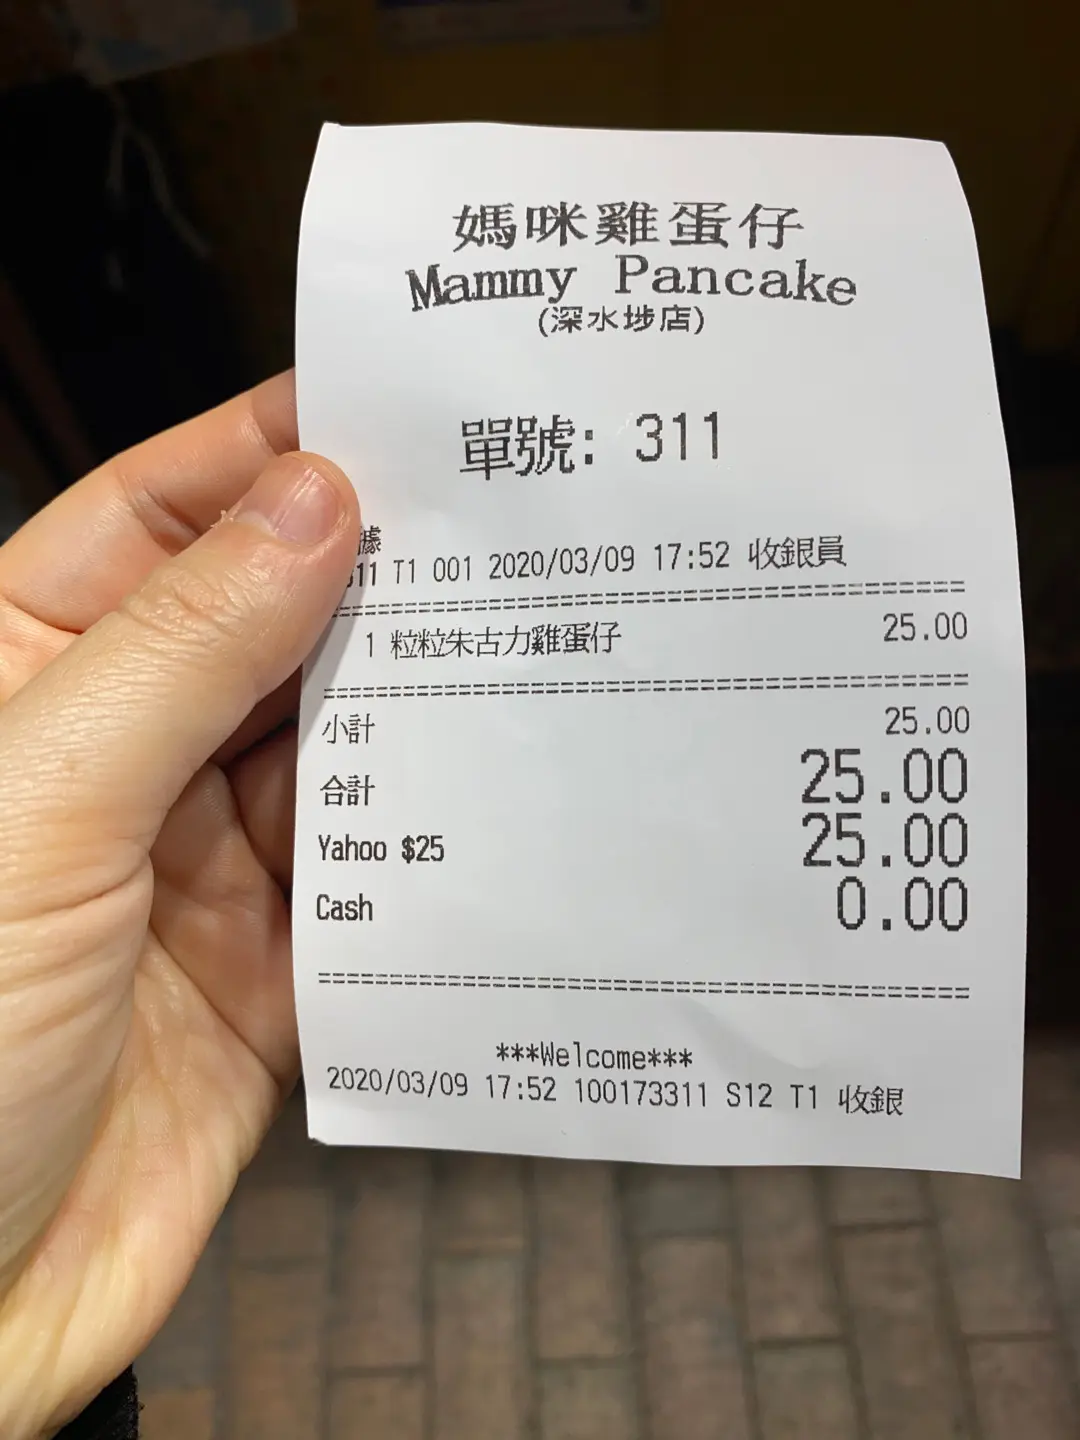 媽咪雞蛋仔
Mammy Pancake
(深水埗店)
單號: 311
據
311 T1 001 2020/03/09 17:52 收銀員
1 粒粒朱古力雞蛋仔 25.00
小計 25.00
合計 25.00
Yahoo $25 25.00
Cash 0.00
***Welcome***
2020/03/09 17:52 100173311 S12 T1 收銀